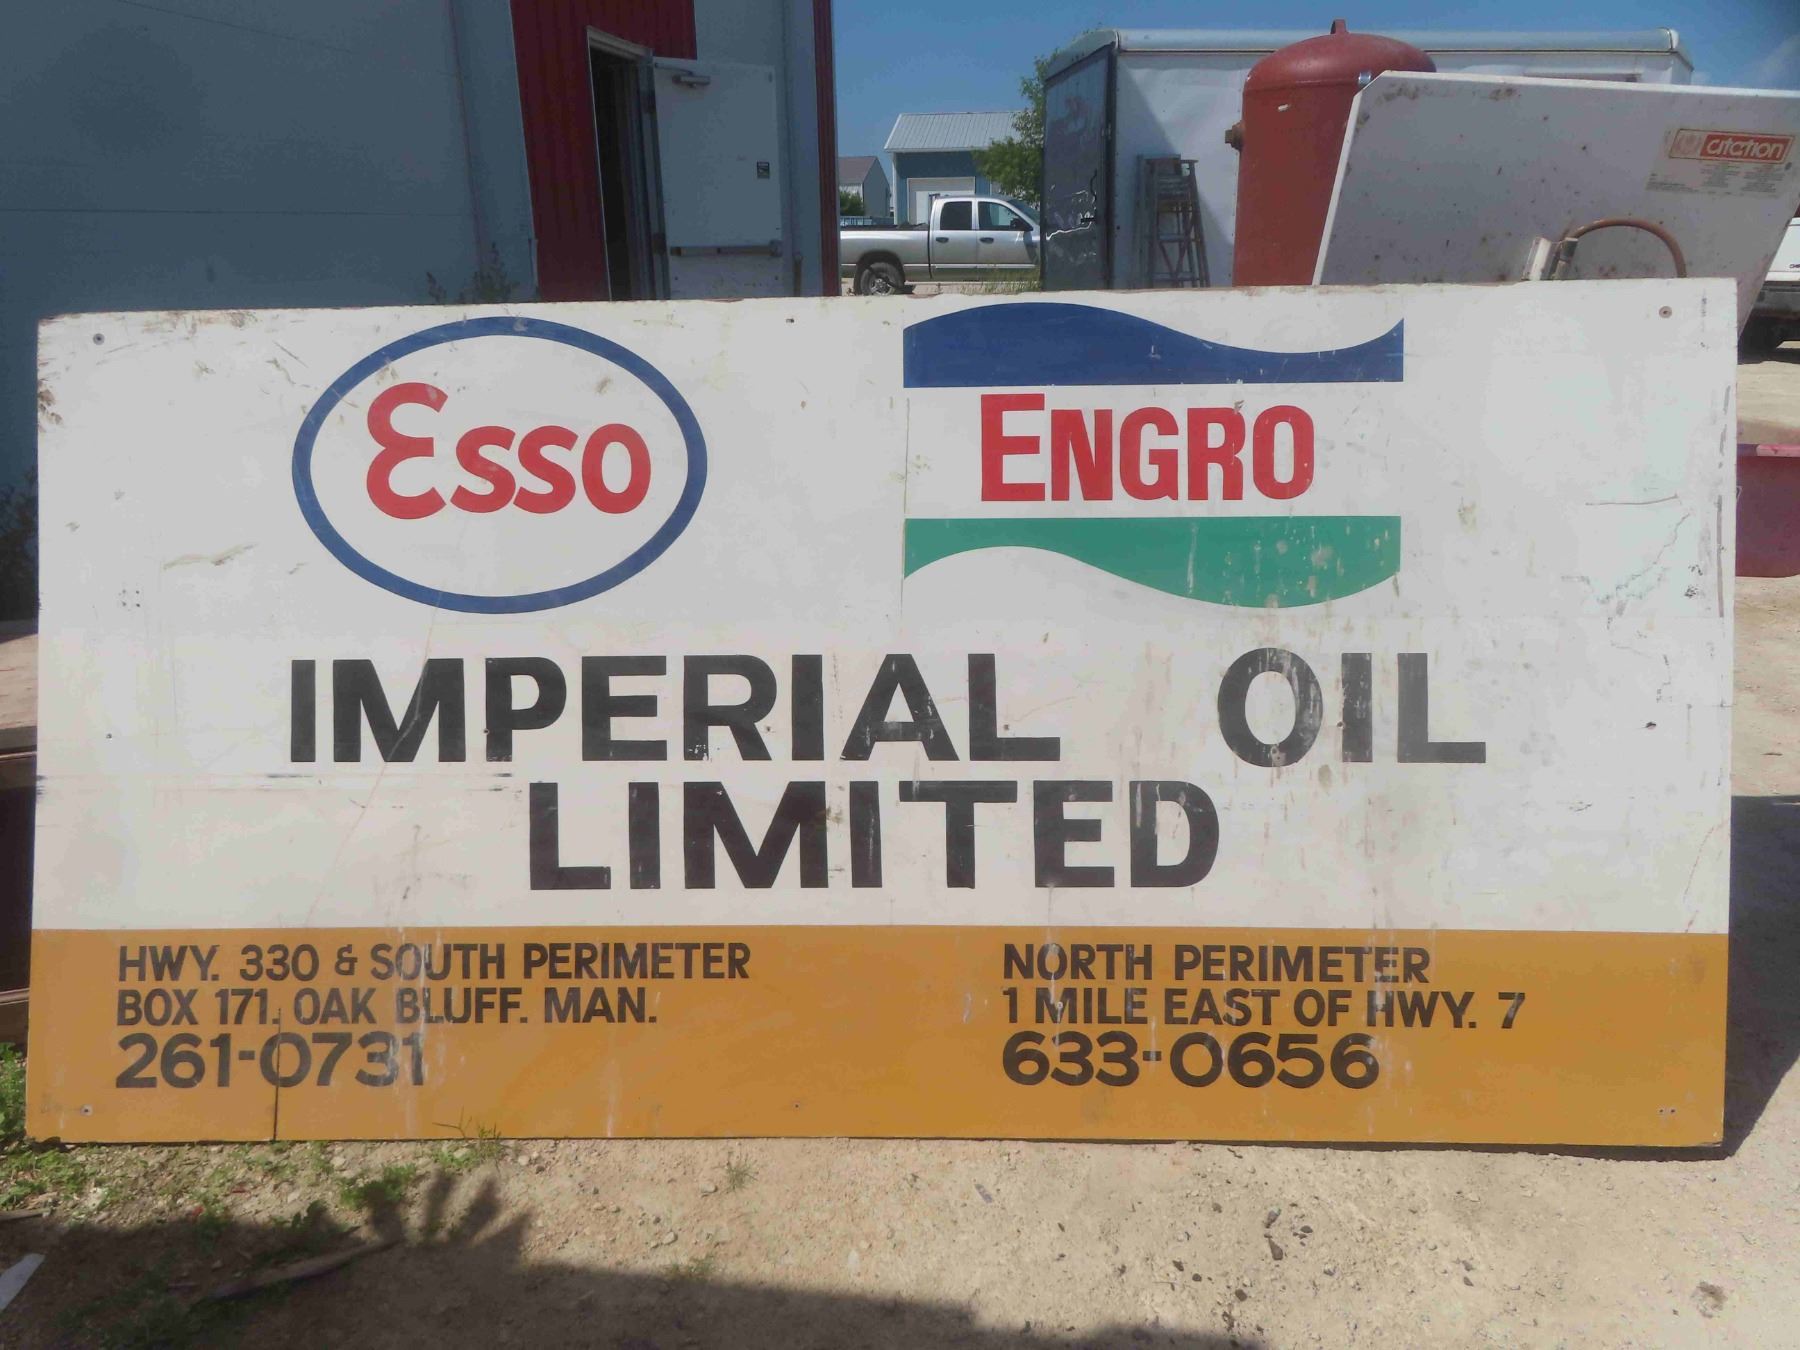 citation
ESSO
ENGRO
IMPERIAL OIL
LIMITED
HWY. 330 & SOUTH PERIMETER
BOX 171, OAK BLUFF. MAN.
261-0731
NORTH PERIMETER
1 MILE EAST OF HWY. 7
633-0656